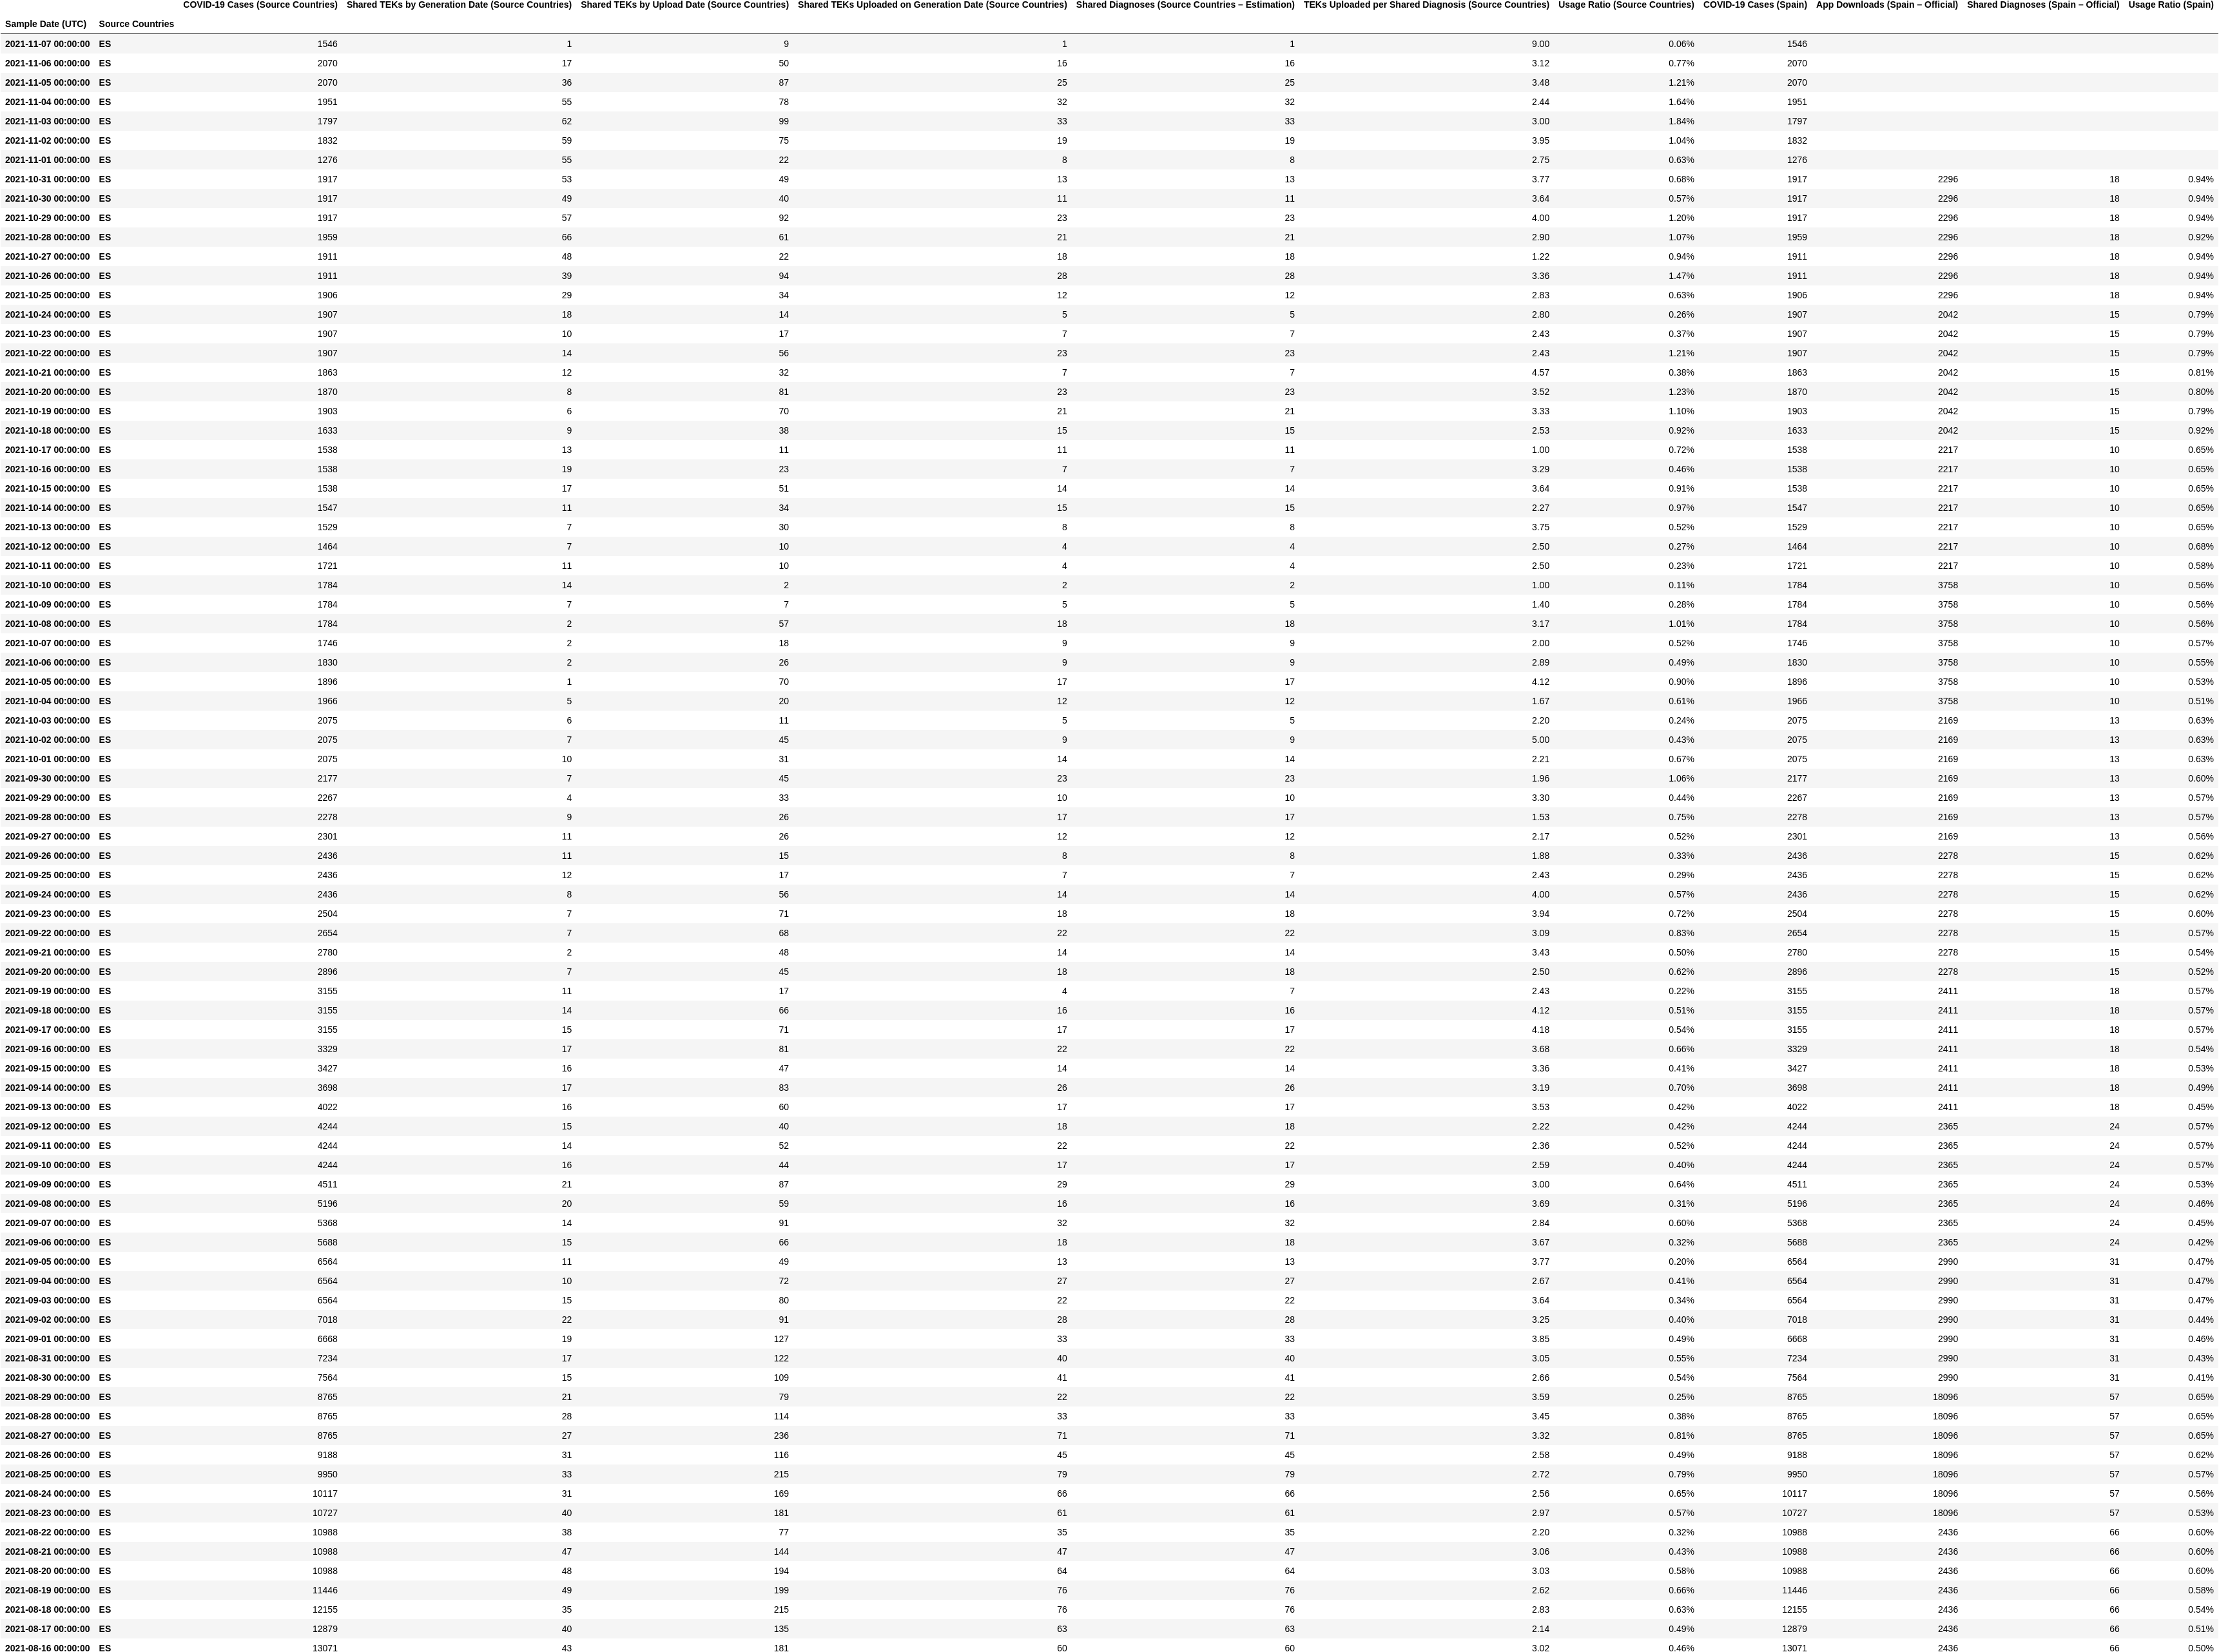 COVID-19 Cases (Source Countries) Shared TEKs by Generation Date (Source Countries) Shared TEKs by Upload Date (Source Countries) Shared TEKs Uploaded on Generation Date (Source Countries) Shared Diagnoses (Source Countries – Estimation) TEKs Uploaded per Shared Diagnosis (Source Countries) Usage Ratio (Source Countries) COVID-19 Cases (Spain) App Downloads (Spain – Official) Shared Diagnoses (Spain – Official) Usage Ratio (Spain)
Sample Date (UTC) Source Countries
2021-11-07 00:00:00 ES 1546 1 9 1 1 9.00 0.06% 1546
2021-11-06 00:00:00 ES 2070 17 50 16 16 3.12 0.77% 2070
2021-11-05 00:00:00 ES 2070 36 87 25 25 3.48 1.21% 2070
2021-11-04 00:00:00 ES 1951 55 78 32 32 2.44 1.64% 1951
2021-11-03 00:00:00 ES 1797 62 99 33 33 3.00 1.84% 1797
2021-11-02 00:00:00 ES 1832 59 75 19 19 3.95 1.04% 1832
2021-11-01 00:00:00 ES 1276 55 22 8 8 2.75 0.63% 1276
2021-10-31 00:00:00 ES 1917 53 49 13 13 3.77 0.68% 1917 2296 18 0.94%
2021-10-30 00:00:00 ES 1917 49 40 11 11 3.64 0.57% 1917 2296 18 0.94%
2021-10-29 00:00:00 ES 1917 57 92 23 23 4.00 1.20% 1917 2296 18 0.94%
2021-10-28 00:00:00 ES 1959 66 61 21 21 2.90 1.07% 1959 2296 18 0.92%
2021-10-27 00:00:00 ES 1911 48 22 18 18 1.22 0.94% 1911 2296 18 0.94%
2021-10-26 00:00:00 ES 1911 39 94 28 28 3.36 1.47% 1911 2296 18 0.94%
2021-10-25 00:00:00 ES 1906 29 34 12 12 2.83 0.63% 1906 2296 18 0.94%
2021-10-24 00:00:00 ES 1907 18 14 5 5 2.80 0.26% 1907 2042 15 0.79%
2021-10-23 00:00:00 ES 1907 10 17 7 7 2.43 0.37% 1907 2042 15 0.79%
2021-10-22 00:00:00 ES 1907 14 56 23 23 2.43 1.21% 1907 2042 15 0.79%
2021-10-21 00:00:00 ES 1863 12 32 7 7 4.57 0.38% 1863 2042 15 0.81%
2021-10-20 00:00:00 ES 1870 8 81 23 23 3.52 1.23% 1870 2042 15 0.80%
2021-10-19 00:00:00 ES 1903 6 70 21 21 3.33 1.10% 1903 2042 15 0.79%
2021-10-18 00:00:00 ES 1633 9 38 15 15 2.53 0.92% 1633 2042 15 0.92%
2021-10-17 00:00:00 ES 1538 13 11 11 11 1.00 0.72% 1538 2217 10 0.65%
2021-10-16 00:00:00 ES 1538 19 23 7 7 3.29 0.46% 1538 2217 10 0.65%
2021-10-15 00:00:00 ES 1538 17 51 14 14 3.64 0.91% 1538 2217 10 0.65%
2021-10-14 00:00:00 ES 1547 11 34 15 15 2.27 0.97% 1547 2217 10 0.65%
2021-10-13 00:00:00 ES 1529 7 30 8 8 3.75 0.52% 1529 2217 10 0.65%
2021-10-12 00:00:00 ES 1464 7 10 4 4 2.50 0.27% 1464 2217 10 0.68%
2021-10-11 00:00:00 ES 1721 11 10 4 4 2.50 0.23% 1721 2217 10 0.58%
2021-10-10 00:00:00 ES 1784 14 2 2 2 1.00 0.11% 1784 3758 10 0.56%
2021-10-09 00:00:00 ES 1784 7 7 5 5 1.40 0.28% 1784 3758 10 0.56%
2021-10-08 00:00:00 ES 1784 2 57 18 18 3.17 1.01% 1784 3758 10 0.56%
2021-10-07 00:00:00 ES 1746 2 18 9 9 2.00 0.52% 1746 3758 10 0.57%
2021-10-06 00:00:00 ES 1830 2 26 9 9 2.89 0.49% 1830 3758 10 0.55%
2021-10-05 00:00:00 ES 1896 1 70 17 17 4.12 0.90% 1896 3758 10 0.53%
2021-10-04 00:00:00 ES 1966 5 20 12 12 1.67 0.61% 1966 3758 10 0.51%
2021-10-03 00:00:00 ES 2075 6 11 5 5 2.20 0.24% 2075 2169 13 0.63%
2021-10-02 00:00:00 ES 2075 7 45 9 9 5.00 0.43% 2075 2169 13 0.63%
2021-10-01 00:00:00 ES 2075 10 31 14 14 2.21 0.67% 2075 2169 13 0.63%
2021-09-30 00:00:00 ES 2177 7 45 23 23 1.96 1.06% 2177 2169 13 0.60%
2021-09-29 00:00:00 ES 2267 4 33 10 10 3.30 0.44% 2267 2169 13 0.57%
2021-09-28 00:00:00 ES 2278 9 26 17 17 1.53 0.75% 2278 2169 13 0.57%
2021-09-27 00:00:00 ES 2301 11 26 12 12 2.17 0.52% 2301 2169 13 0.56%
2021-09-26 00:00:00 ES 2436 11 15 8 8 1.88 0.33% 2436 2278 15 0.62%
2021-09-25 00:00:00 ES 2436 12 17 7 7 2.43 0.29% 2436 2278 15 0.62%
2021-09-24 00:00:00 ES 2436 8 56 14 14 4.00 0.57% 2436 2278 15 0.62%
2021-09-23 00:00:00 ES 2504 7 71 18 18 3.94 0.72% 2504 2278 15 0.60%
2021-09-22 00:00:00 ES 2654 7 68 22 22 3.09 0.83% 2654 2278 15 0.57%
2021-09-21 00:00:00 ES 2780 2 48 14 14 3.43 0.50% 2780 2278 15 0.54%
2021-09-20 00:00:00 ES 2896 7 45 18 18 2.50 0.62% 2896 2278 15 0.52%
2021-09-19 00:00:00 ES 3155 11 17 4 7 2.43 0.22% 3155 2411 18 0.57%
2021-09-18 00:00:00 ES 3155 14 66 16 16 4.12 0.51% 3155 2411 18 0.57%
2021-09-17 00:00:00 ES 3155 15 71 17 17 4.18 0.54% 3155 2411 18 0.57%
2021-09-16 00:00:00 ES 3329 17 81 22 22 3.68 0.66% 3329 2411 18 0.54%
2021-09-15 00:00:00 ES 3427 16 47 14 14 3.36 0.41% 3427 2411 18 0.53%
2021-09-14 00:00:00 ES 3698 17 83 26 26 3.19 0.70% 3698 2411 18 0.49%
2021-09-13 00:00:00 ES 4022 16 60 17 17 3.53 0.42% 4022 2411 18 0.45%
2021-09-12 00:00:00 ES 4244 15 40 18 18 2.22 0.42% 4244 2365 24 0.57%
2021-09-11 00:00:00 ES 4244 14 52 22 22 2.36 0.52% 4244 2365 24 0.57%
2021-09-10 00:00:00 ES 4244 16 44 17 17 2.59 0.40% 4244 2365 24 0.57%
2021-09-09 00:00:00 ES 4511 21 87 29 29 3.00 0.64% 4511 2365 24 0.53%
2021-09-08 00:00:00 ES 5196 20 59 16 16 3.69 0.31% 5196 2365 24 0.46%
2021-09-07 00:00:00 ES 5368 14 91 32 32 2.84 0.60% 5368 2365 24 0.45%
2021-09-06 00:00:00 ES 5688 15 66 18 18 3.67 0.32% 5688 2365 24 0.42%
2021-09-05 00:00:00 ES 6564 11 49 13 13 3.77 0.20% 6564 2990 31 0.47%
2021-09-04 00:00:00 ES 6564 10 72 27 27 2.67 0.41% 6564 2990 31 0.47%
2021-09-03 00:00:00 ES 6564 15 80 22 22 3.64 0.34% 6564 2990 31 0.47%
2021-09-02 00:00:00 ES 7018 22 91 28 28 3.25 0.40% 7018 2990 31 0.44%
2021-09-01 00:00:00 ES 6668 19 127 33 33 3.85 0.49% 6668 2990 31 0.46%
2021-08-31 00:00:00 ES 7234 17 122 40 40 3.05 0.55% 7234 2990 31 0.43%
2021-08-30 00:00:00 ES 7564 15 109 41 41 2.66 0.54% 7564 2990 31 0.41%
2021-08-29 00:00:00 ES 8765 21 79 22 22 3.59 0.25% 8765 18096 57 0.65%
2021-08-28 00:00:00 ES 8765 28 114 33 33 3.45 0.38% 8765 18096 57 0.65%
2021-08-27 00:00:00 ES 8765 27 236 71 71 3.32 0.81% 8765 18096 57 0.65%
2021-08-26 00:00:00 ES 9188 31 116 45 45 2.58 0.49% 9188 18096 57 0.62%
2021-08-25 00:00:00 ES 9950 33 215 79 79 2.72 0.79% 9950 18096 57 0.57%
2021-08-24 00:00:00 ES 10117 31 169 66 66 2.56 0.65% 10117 18096 57 0.56%
2021-08-23 00:00:00 ES 10727 40 181 61 61 2.97 0.57% 10727 18096 57 0.53%
2021-08-22 00:00:00 ES 10988 38 77 35 35 2.20 0.32% 10988 2436 66 0.60%
2021-08-21 00:00:00 ES 10988 47 144 47 47 3.06 0.43% 10988 2436 66 0.60%
2021-08-20 00:00:00 ES 10988 48 194 64 64 3.03 0.58% 10988 2436 66 0.60%
2021-08-19 00:00:00 ES 11446 49 199 76 76 2.62 0.66% 11446 2436 66 0.58%
2021-08-18 00:00:00 ES 12155 35 215 76 76 2.83 0.63% 12155 2436 66 0.54%
2021-08-17 00:00:00 ES 12879 40 135 63 63 2.14 0.49% 12879 2436 66 0.51%
2021-08-16 00:00:00 ES 13071 43 181 60 60 3.02 0.46% 13071 2436 66 0.50%